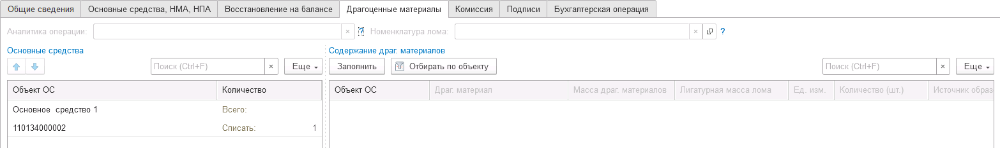 Общие сведения Основные средства, НМА, НПА Восстановление на балансе Драгоценные материалы Комиссия Подписи Бухгалтерская операция
Аналитика операции: × ? Номенклатура лома: × ?
Основные средства Содержание драг. материалов
Поиск (Ctrl+F) × Еще Заполнить Отбирать по объекту Поиск (Ctrl+F) × Еще
Объект ОС Количество Объект ОС Драг. материал Масса драг. материалов Лигатурная масса лома Ед. изм. Количество (шт.) Источник образ
Основное средство 1 Всего:
110134000002 Списать: 1